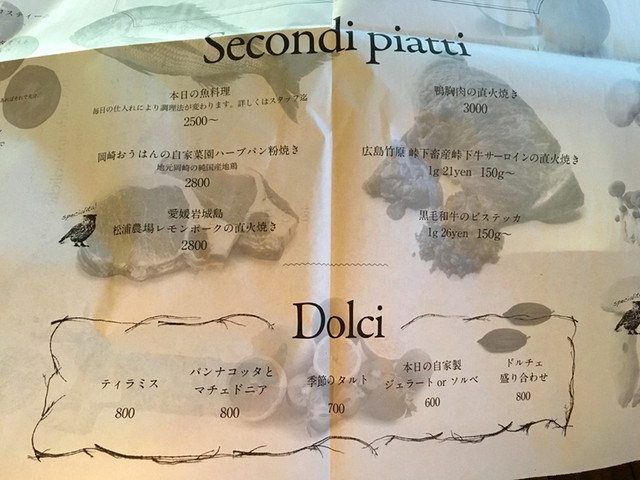 Secondi piatti
本日の魚料理
毎日の仕入れにより調理法が変わります。詳しくはスタッフ迄
2500〜
岡崎おうはんの自家菜園ハーブパン粉焼き
地元岡崎の純国産地鶏
2800
specialità!
愛媛岩城島
松浦農場レモンポークの直火焼き
2800
鴨胸肉の直火焼き
3000
広島竹原 峠下畜産峠下牛サーロインの直火焼き
1g 21yen 150g〜
黒毛和牛のビステッカ
1g 26yen 150g〜
Dolci
ティラミス
800
パンナコッタと
マチェドニア
800
季節のタルト
700
本日の自家製
ジェラート or ソルベ
600
ドルチェ
盛り合わせ
800